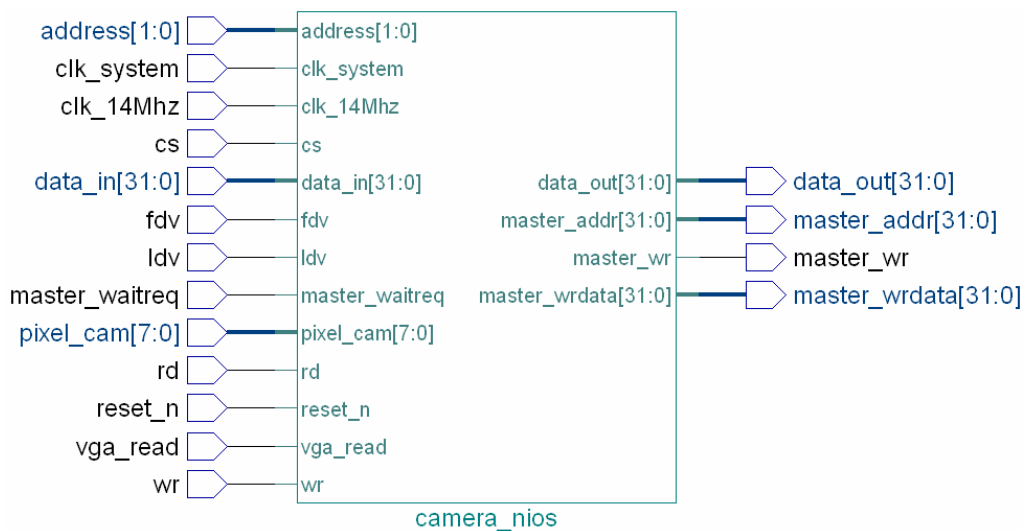 address[1:0] address[1:0]
clk_system clk_system
clk_14Mhz clk_14Mhz
cs cs
data_in[31:0] data_in[31:0] data_out[31:0] data_out[31:0]
fdv fdv master_addr[31:0] master_addr[31:0]
ldv ldv master_wr master_wr
master_waitreq master_waitreq master_wrdata[31:0] master_wrdata[31:0]
pixel_cam[7:0] pixel_cam[7:0]
rd rd
reset_n reset_n
vga_read vga_read
wr wr
camera_nios